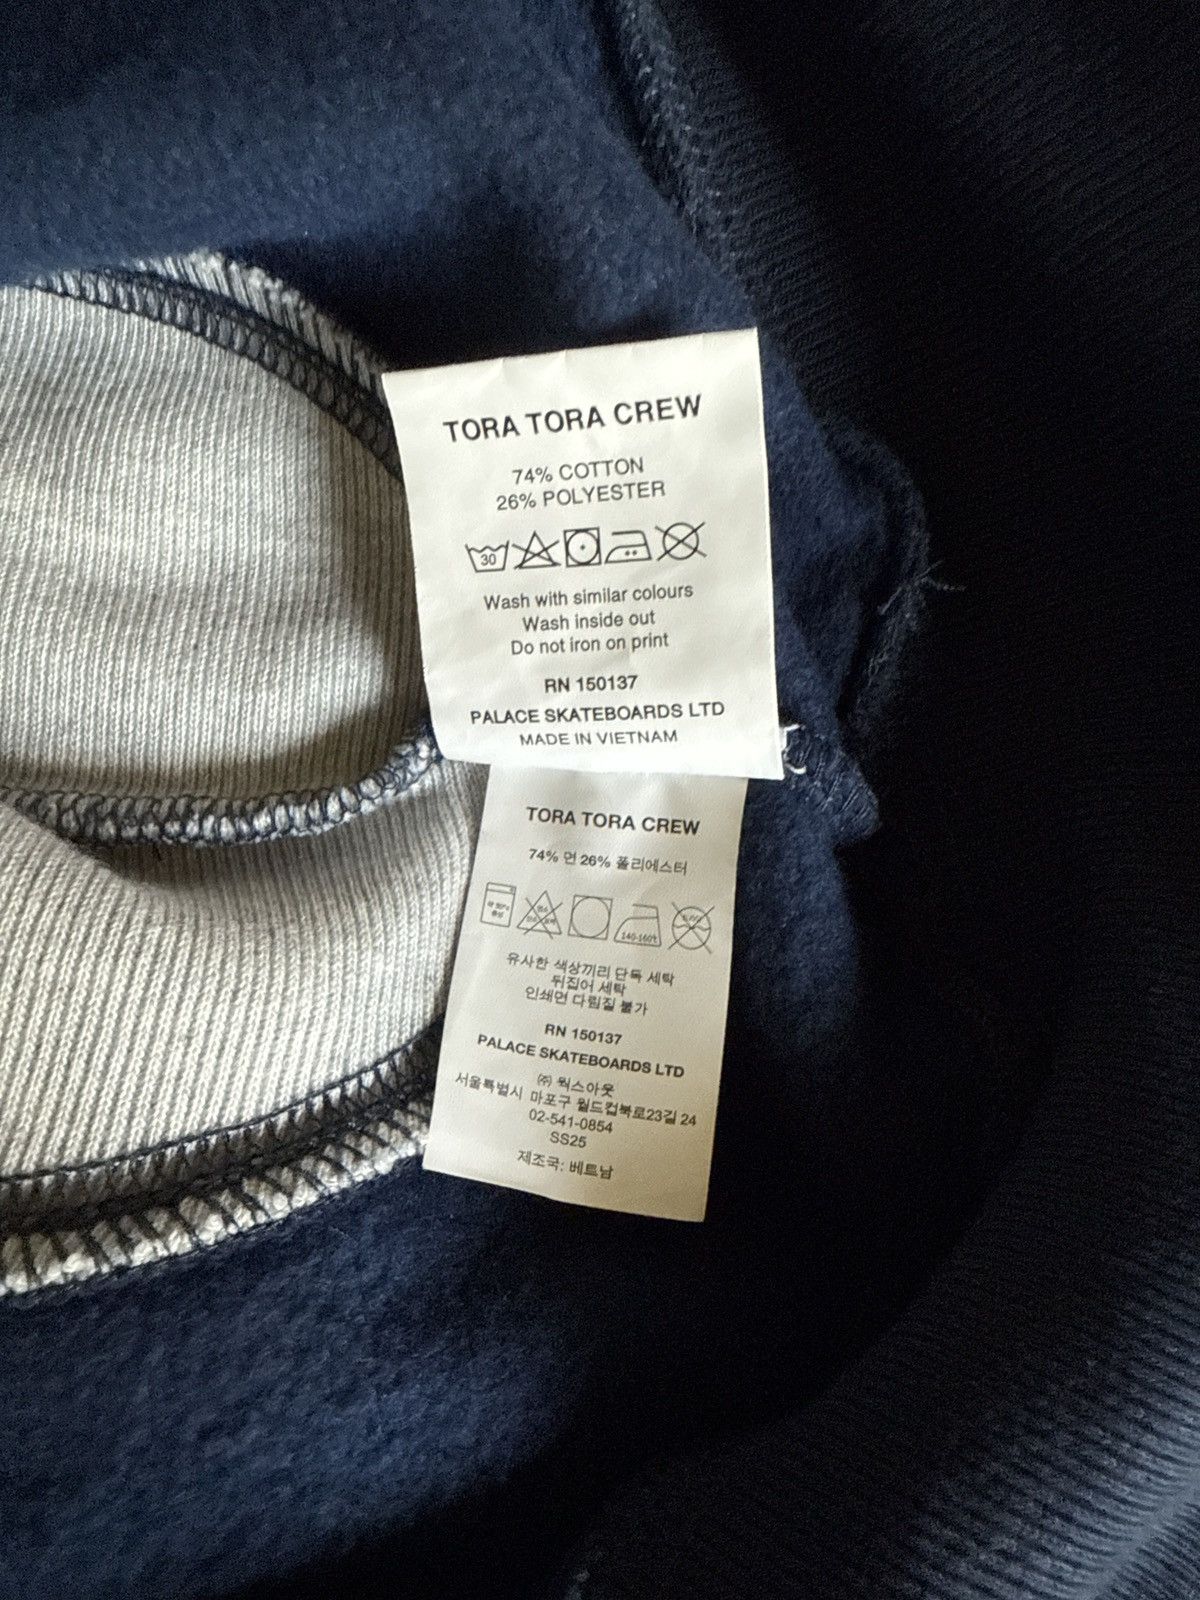 TORA TORA CREW
74% COTTON
26% POLYESTER
30
Wash with similar colours
Wash inside out
Do not iron on print
RN 150137
PALACE SKATEBOARDS LTD
MADE IN VIETNAM
TORA TORA CREW
74% 면 26% 폴리에스터
약 30℃
중성
140-160℃
유사한 색상끼리 단독 세탁
뒤집어 세탁
인쇄면 다림질 불가
RN 150137
PALACE SKATEBOARDS LTD
㈜ 웍스아웃
서울특별시 마포구 월드컵북로23길 24
02-541-0854
SS25
제조국: 베트남